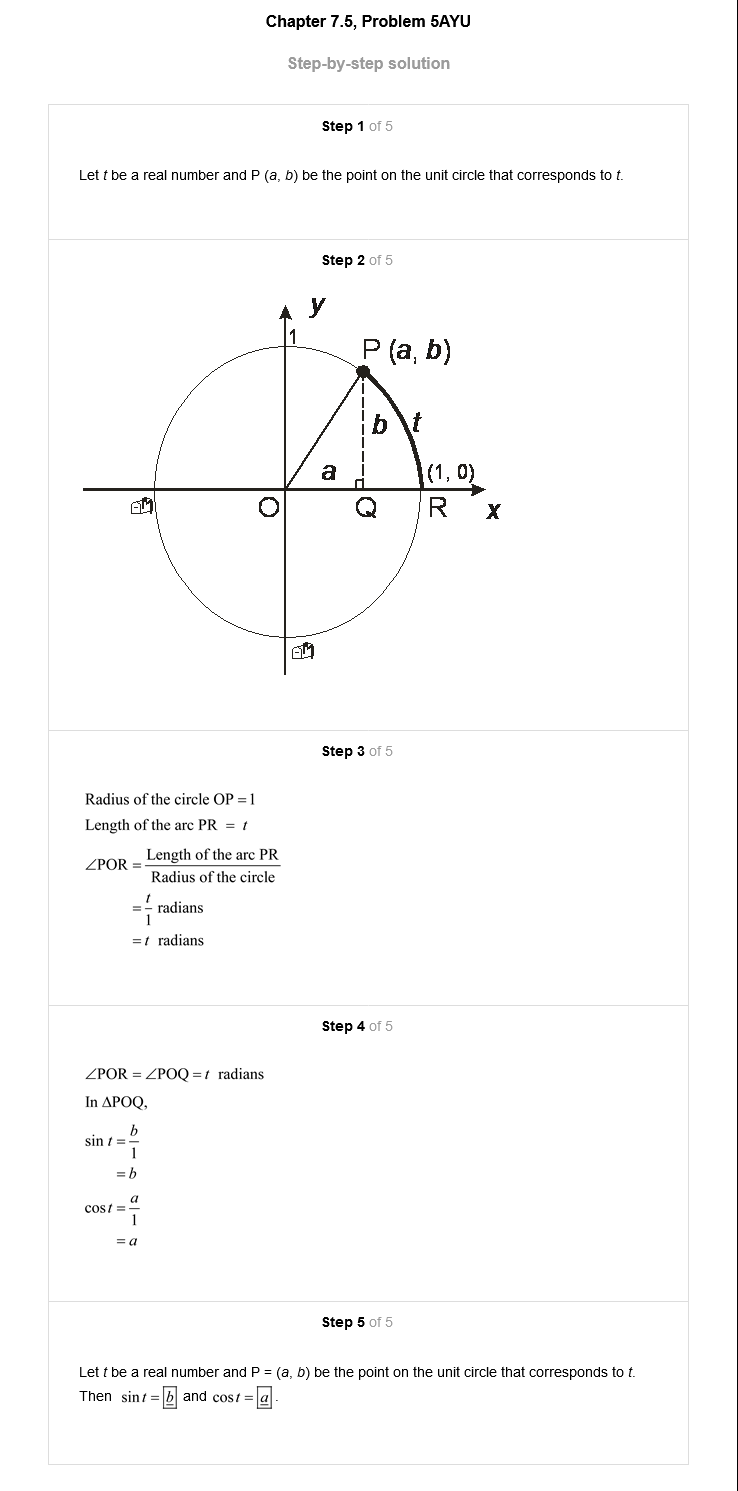 Chapter 7.5, Problem 5AYU
Step-by-step solution
Step 1 of 5
Let t be a real number and P (a, b) be the point on the unit circle that corresponds to t.
Step 2 of 5
y
1
P (a, b)
b
t
a
(1, 0)
O
Q
R
x
Step 3 of 5
Radius of the circle OP = 1
Length of the arc PR = t
∠POR = Length of the arc PR / Radius of the circle
= t/1 radians
= t radians
Step 4 of 5
∠POR = ∠POQ = t radians
In ΔPOQ,
sin t = b/1
= b
cos t = a/1
= a
Step 5 of 5
Let t be a real number and P = (a, b) be the point on the unit circle that corresponds to t.
Then sin t = b and cos t = a .